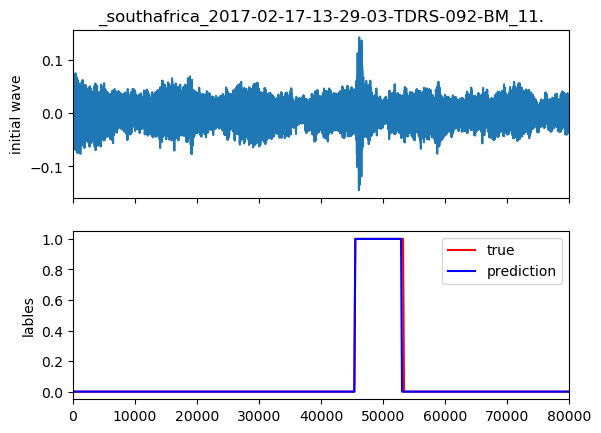 _southafrica_2017-02-17-13-29-03-TDRS-092-BM_11.
initial wave
0.1
0.0
−0.1
lables
1.0
0.8
0.6
0.4
0.2
0.0
true
prediction
0 10000 20000 30000 40000 50000 60000 70000 80000